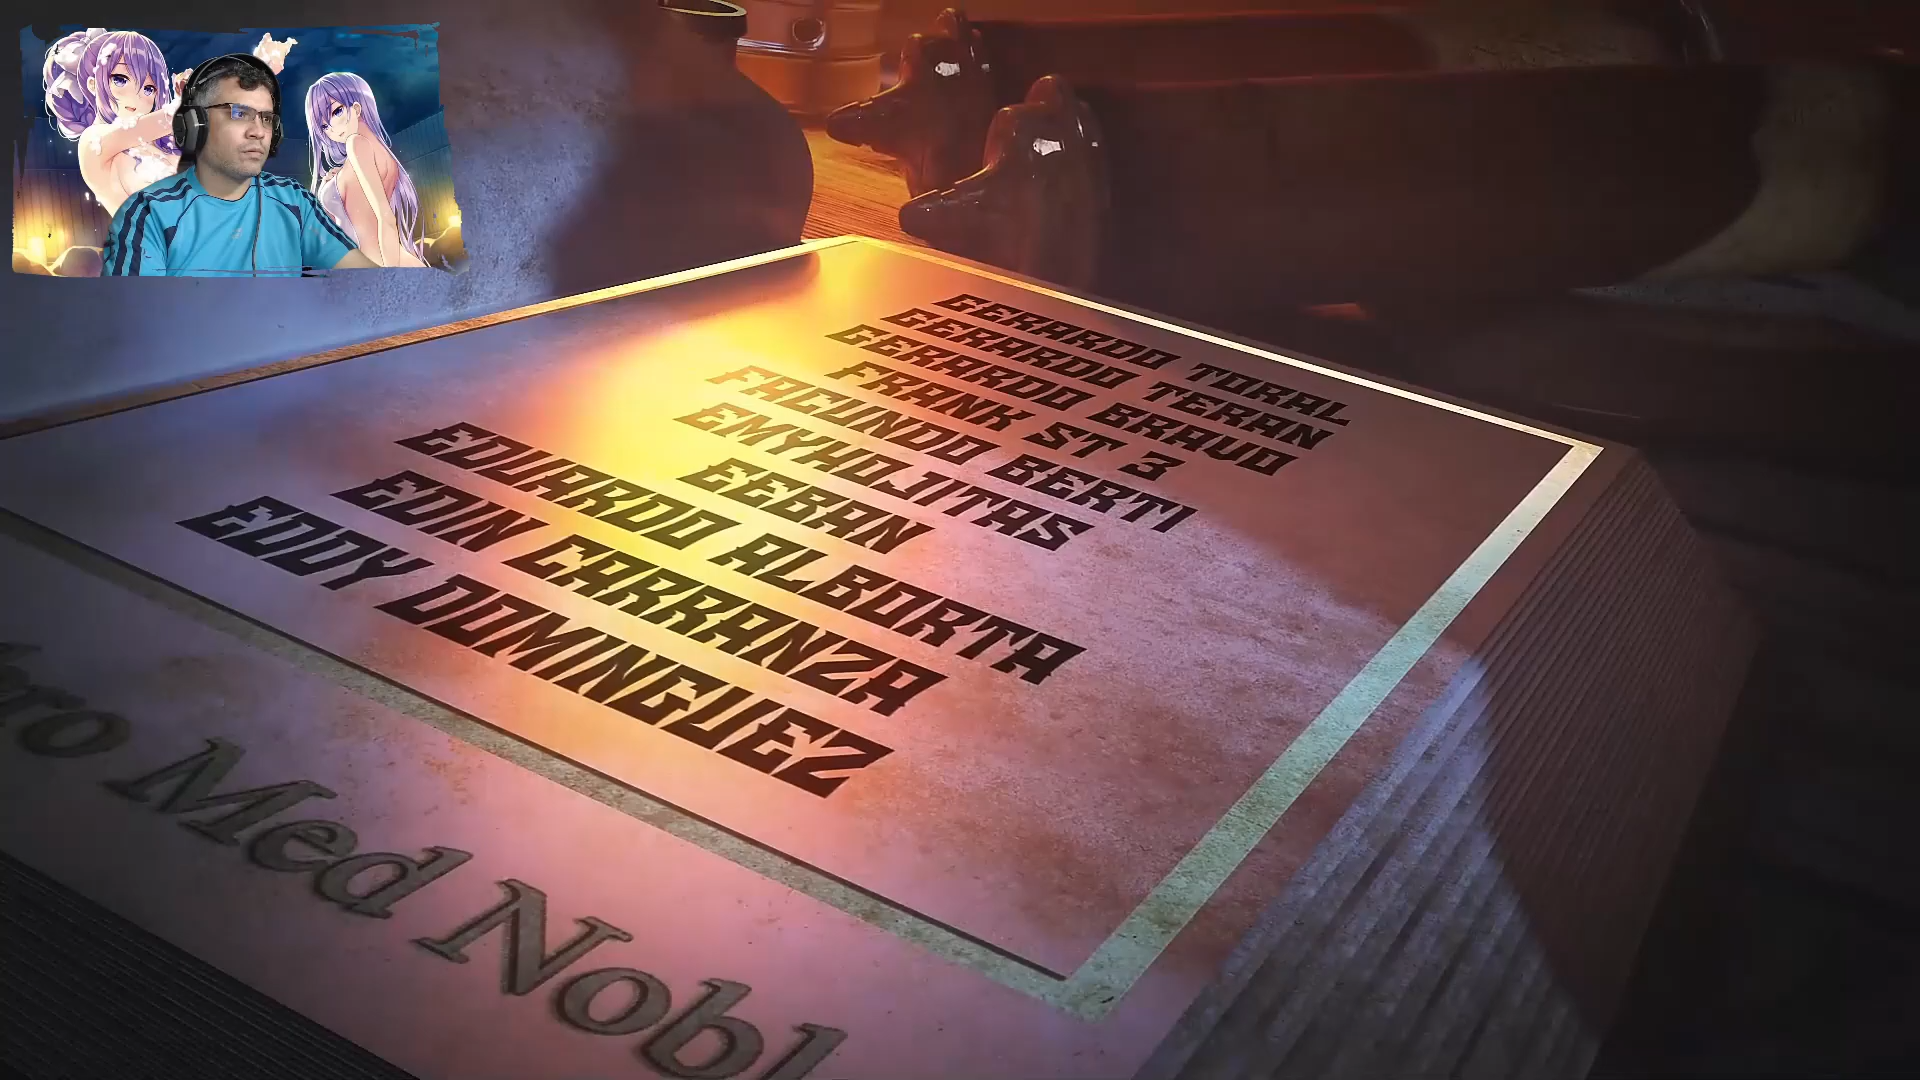 GERARDO TORAL
GERARDO TERAN
GERARDO BRAVO
FRANK ST 3
FACUNDO BERTI
EMYHOJITAS
EEBAN
EDUARDO ALBORTA
EDIN CARRANZA
EDDY DOMINGUEZ
Med